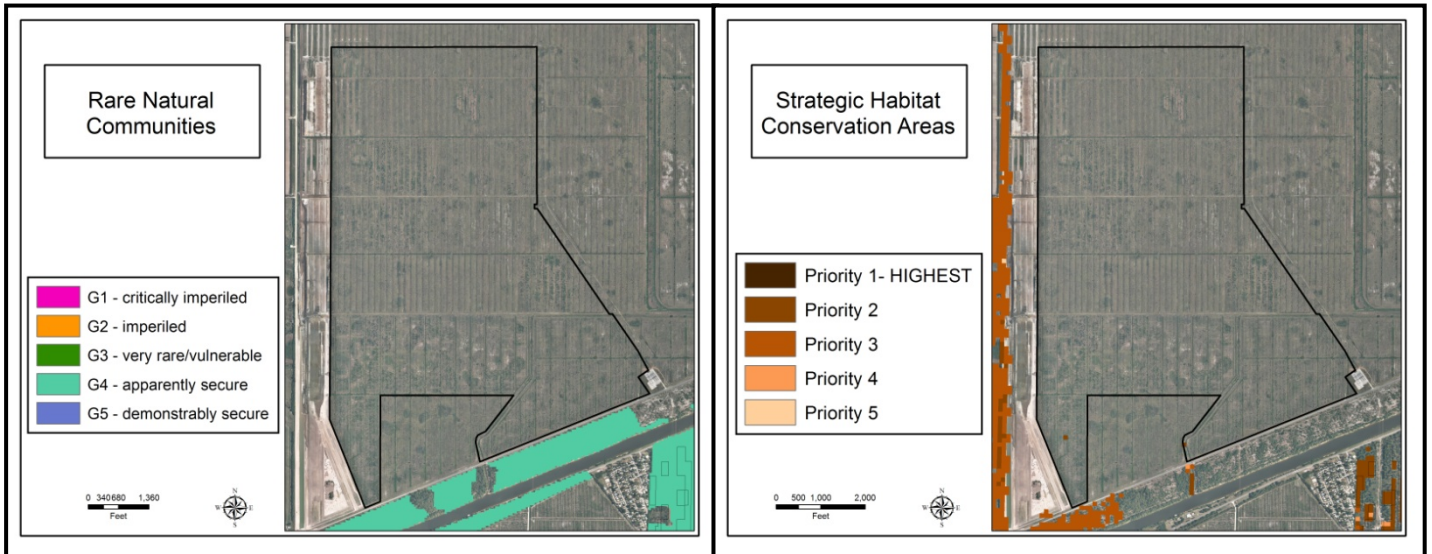 Rare Natural
Communities
G1 - critically imperiled
G2 - imperiled
G3 - very rare/vulnerable
G4 - apparently secure
G5 - demonstrably secure
0 340680 1,360
Feet
N
W E
S
Strategic Habitat
Conservation Areas
Priority 1- HIGHEST
Priority 2
Priority 3
Priority 4
Priority 5
0 500 1,000 2,000
Feet
N
W E
S